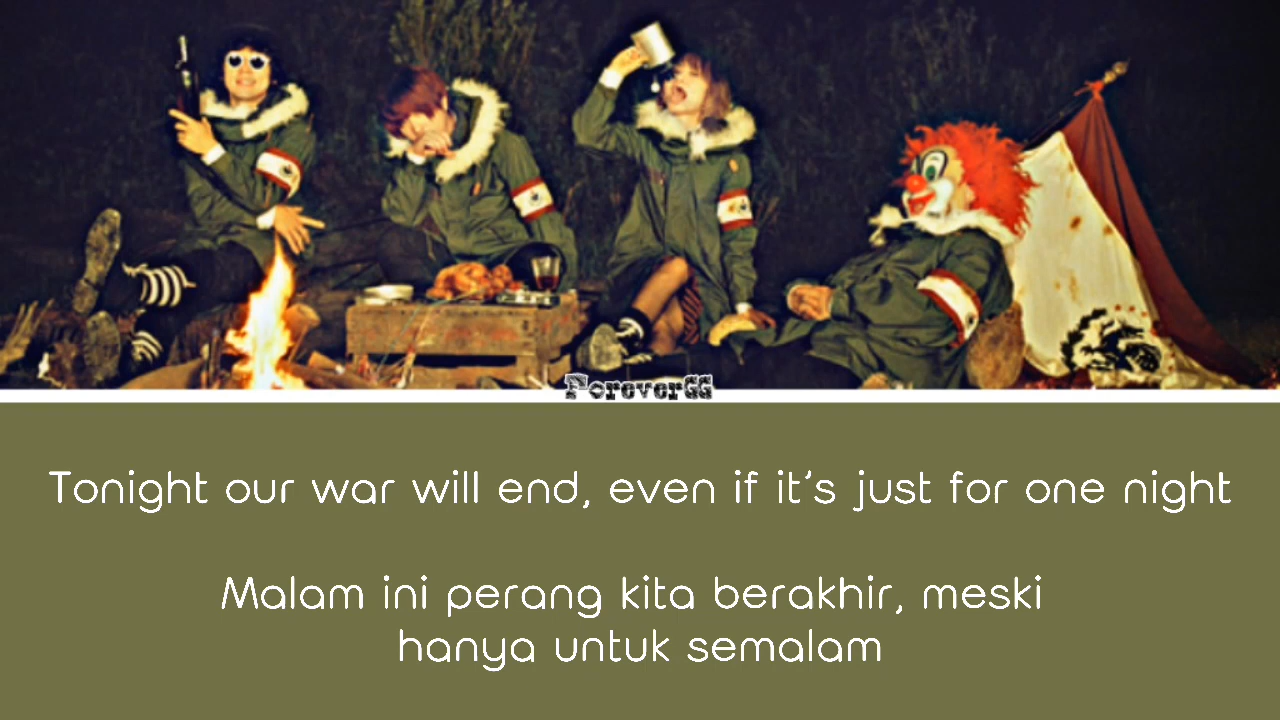 ForeverGG
Tonight our war will end, even if it's just for one night
Malam ini perang kita berakhir, meski
hanya untuk semalam